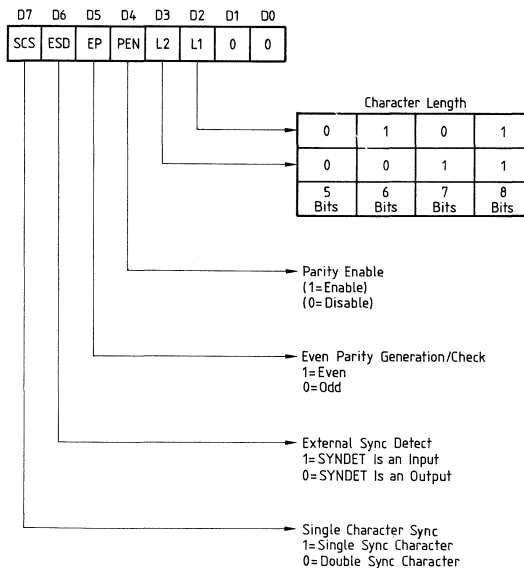 D7 D6 D5 D4 D3 D2 D1 D0
SCS ESD EP PEN L2 L1 0 0
Character Length
0 1 0 1
0 0 1 1
5 6 7 8
Bits Bits Bits Bits
Parity Enable
(1=Enable)
(0=Disable)
Even Parity Generation/Check
1=Even
0=Odd
External Sync Detect
1=SYNDET Is an Input
0=SYNDET Is an Output
Single Character Sync
1=Single Sync Character
0=Double Sync Character